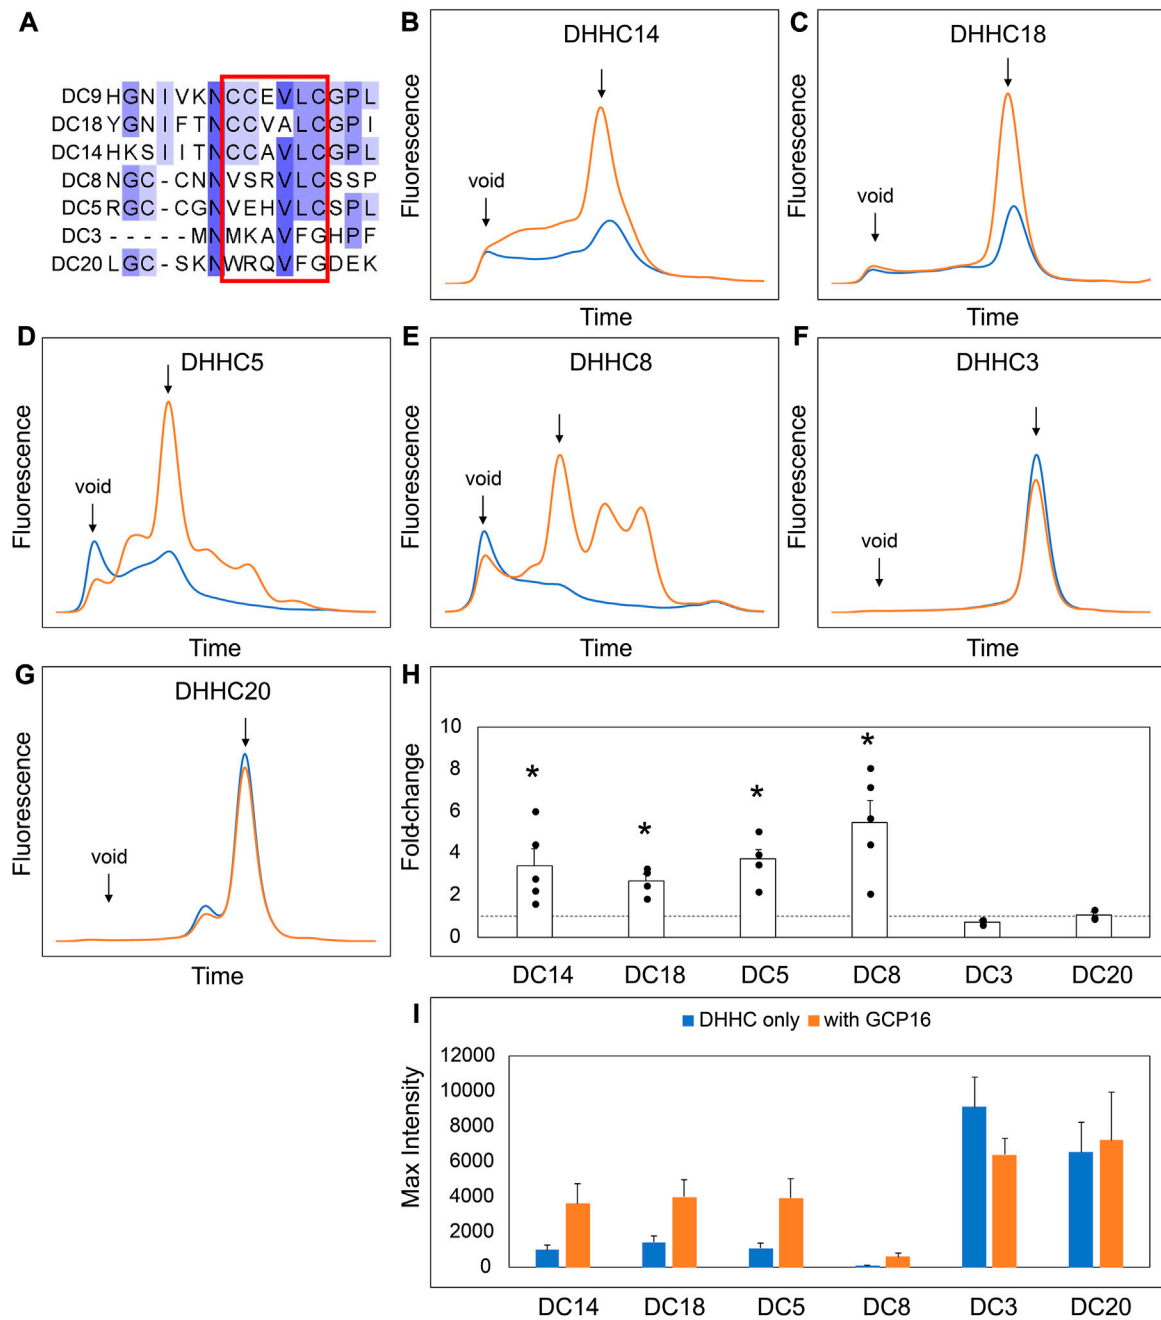 A
DC9 HGNIVKNCCEVLCGPL
DC18 YGNIFTNCCVALCGPI
DC14 HKSIITNCCAVLCGPL
DC8 NGC-CNNVSRVLCSSP
DC5 RGC-CGNVEHVLCSPL
DC3 -----MNMKAVFGHPF
DC20 LGC-SKNWRQVFGDEK
B
DHHC14
Fluorescence
void
Time
C
DHHC18
Fluorescence
void
Time
D
DHHC5
Fluorescence
void
Time
E
DHHC8
Fluorescence
void
Time
F
DHHC3
Fluorescence
void
Time
G
DHHC20
Fluorescence
void
Time
H
Fold-change
10
8
6
4
2
0
*
*
*
*
DC14 DC18 DC5 DC8 DC3 DC20
I
DHHC only with GCP16
Max Intensity
12000
10000
8000
6000
4000
2000
0
DC14 DC18 DC5 DC8 DC3 DC20